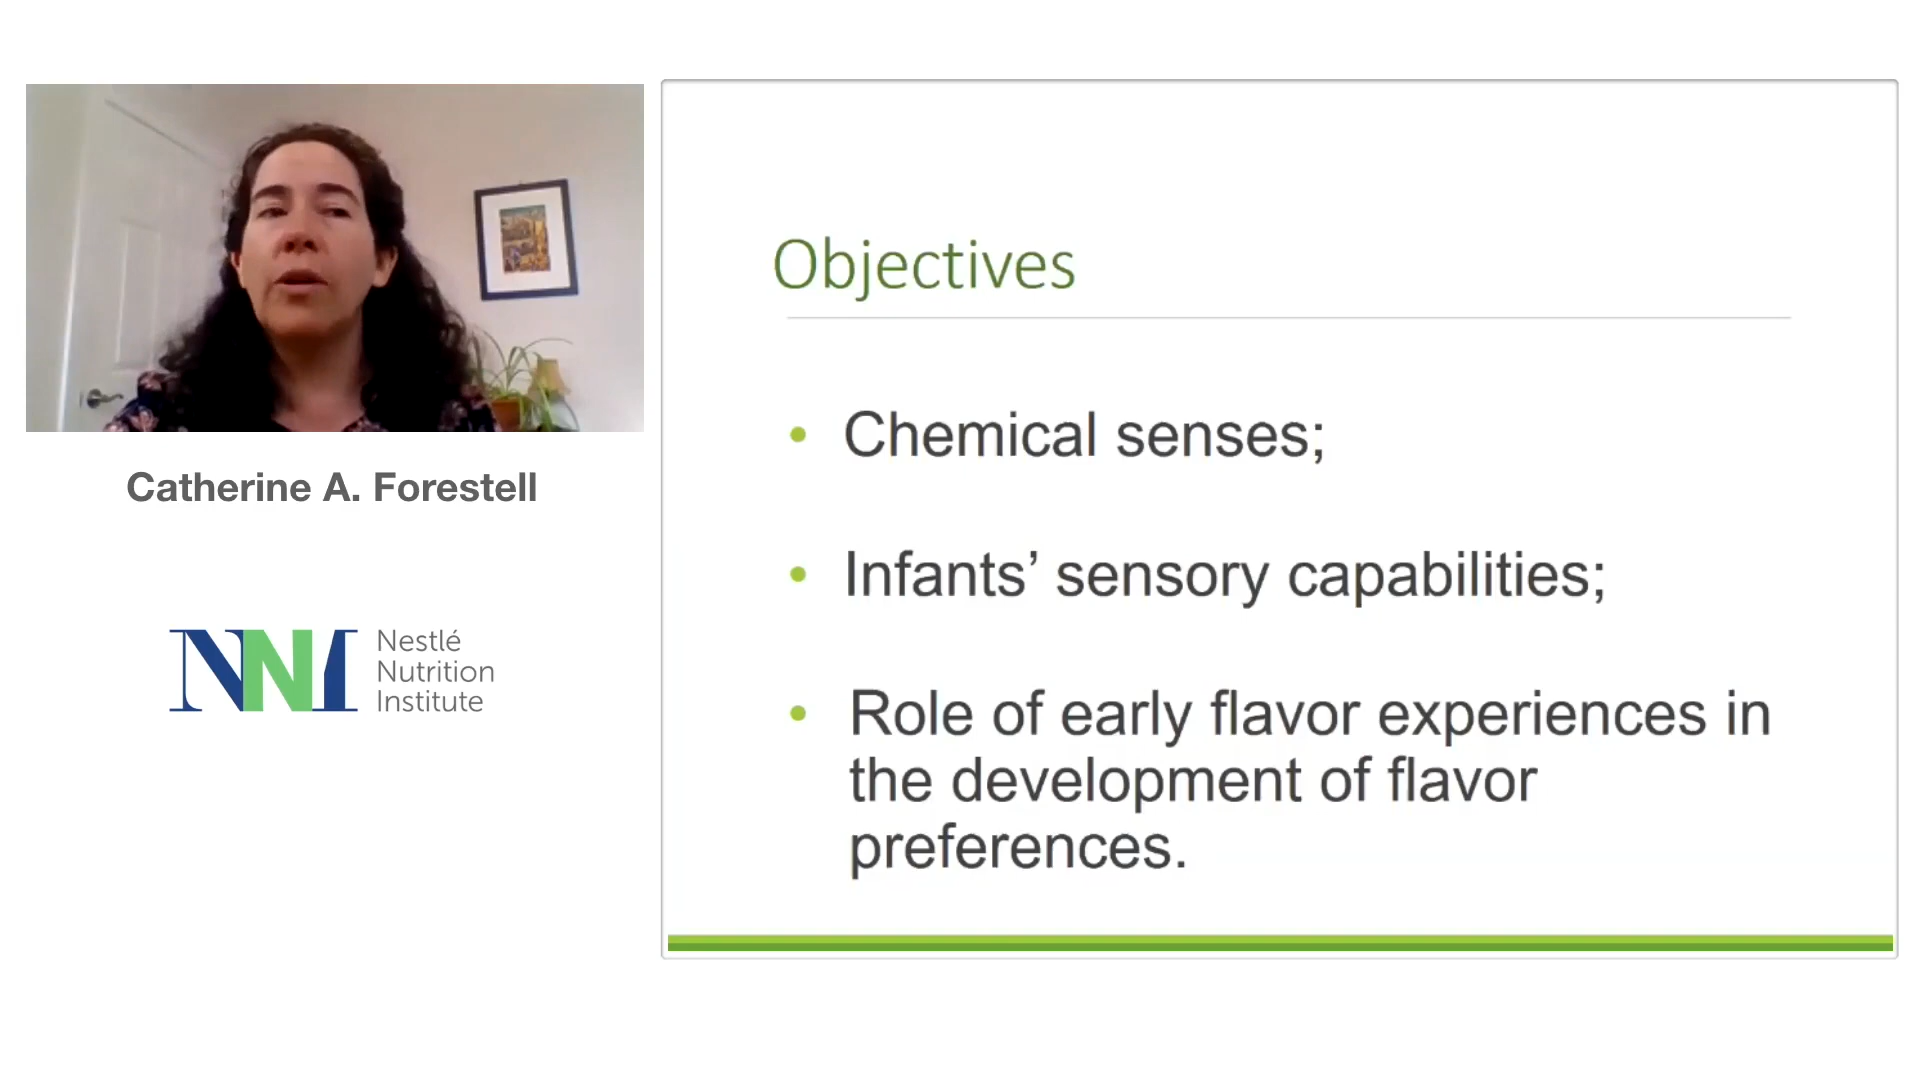 Catherine A. Forestell
NNI
Nestlé
Nutrition
Institute
Objectives
• Chemical senses;
• Infants’ sensory capabilities;
• Role of early flavor experiences in
the development of flavor
preferences.